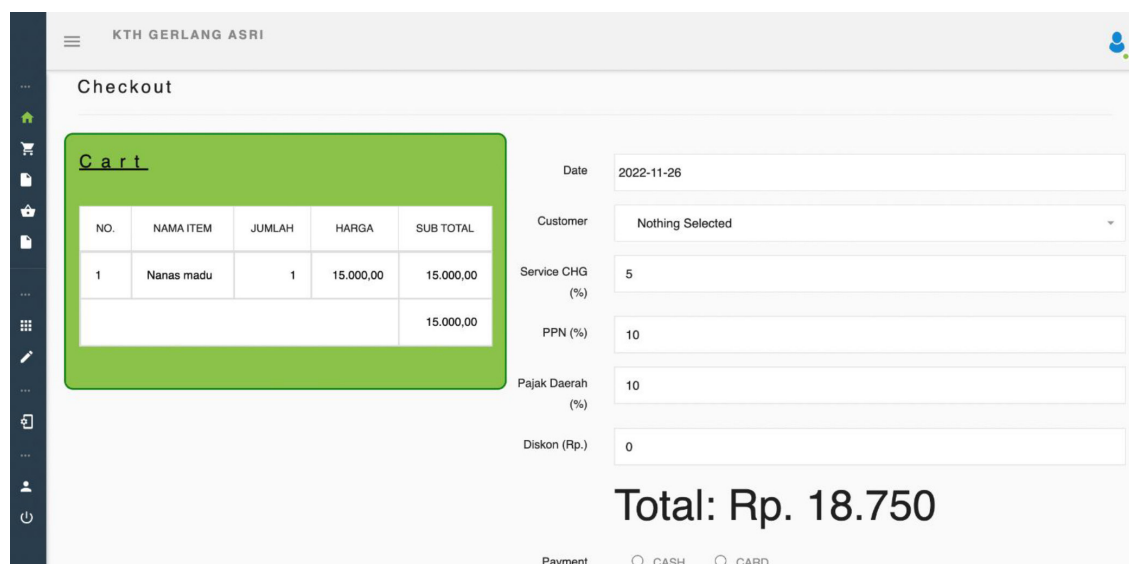 KTH GERLANG ASRI
Checkout
Cart
NO. NAMA ITEM JUMLAH HARGA SUB TOTAL
1 Nanas madu 1 15.000,00 15.000,00
15.000,00
Date 2022-11-26
Customer Nothing Selected
Service CHG (%) 5
PPN (%) 10
Pajak Daerah (%) 10
Diskon (Rp.) 0
Total: Rp. 18.750
Payment CASH CARD